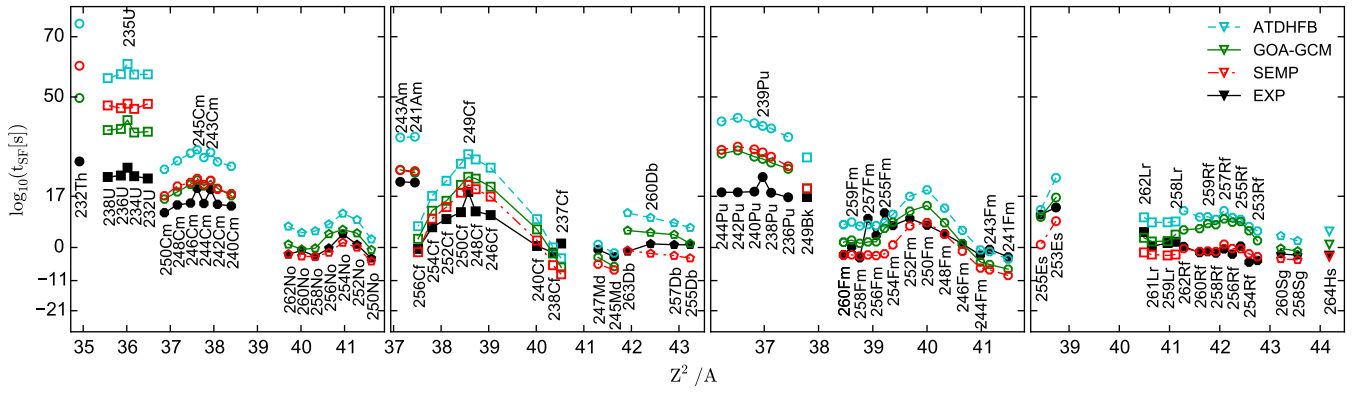 log₁₀(t_SF[s])
70
50
17
0
−11
−21
232Th
238U
236U
235U
234U
232U
250Cm
248Cm
246Cm
245Cm
244Cm
243Cm
242Cm
240Cm
262No
260No
258No
256No
254No
252No
250No
243Am
241Am
256Cf
254Cf
252Cf
250Cf
249Cf
248Cf
246Cf
240Cf
238Cf
237Cf
247Md
245Md
263Db
260Db
257Db
255Db
244Pu
242Pu
240Pu
239Pu
238Pu
236Pu
249Bk
260Fm
259Fm
258Fm
257Fm
256Fm
255Fm
254Fm
252Fm
250Fm
248Fm
246Fm
244Fm
243Fm
241Fm
255Es
253Es
262Lr
261Lr
259Lr
258Lr
262Rf
260Rf
259Rf
258Rf
257Rf
256Rf
255Rf
254Rf
253Rf
260Sg
258Sg
264Hs
ATDHFB
GOA-GCM
SEMP
EXP
35 36 37 38 39 40 41
37 38 39 40 41 42 43
37 38 39 40 41
39 40 41 42 43 44
Z² /A